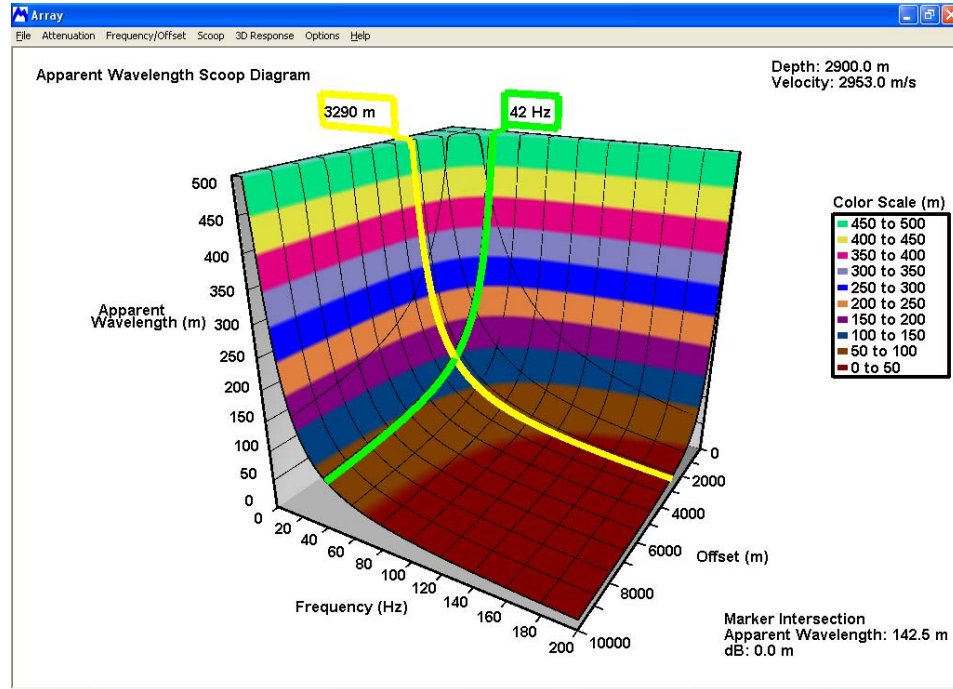 Array
File Attenuation Frequency/Offset Scoop 3D Response Options Help
Apparent Wavelength Scoop Diagram
Depth: 2900.0 m
Velocity: 2953.0 m/s
3290 m
42 Hz
500
450
400
350
300
250
200
150
100
50
0
Apparent
Wavelength (m)
Color Scale (m)
450 to 500
400 to 450
350 to 400
300 to 350
250 to 300
200 to 250
150 to 200
100 to 150
50 to 100
0 to 50
0
20
40
60
80
100
120
140
160
180
200
Frequency (Hz)
0
2000
4000
6000
8000
10000
Offset (m)
Marker Intersection
Apparent Wavelength: 142.5 m
dB: 0.0 m